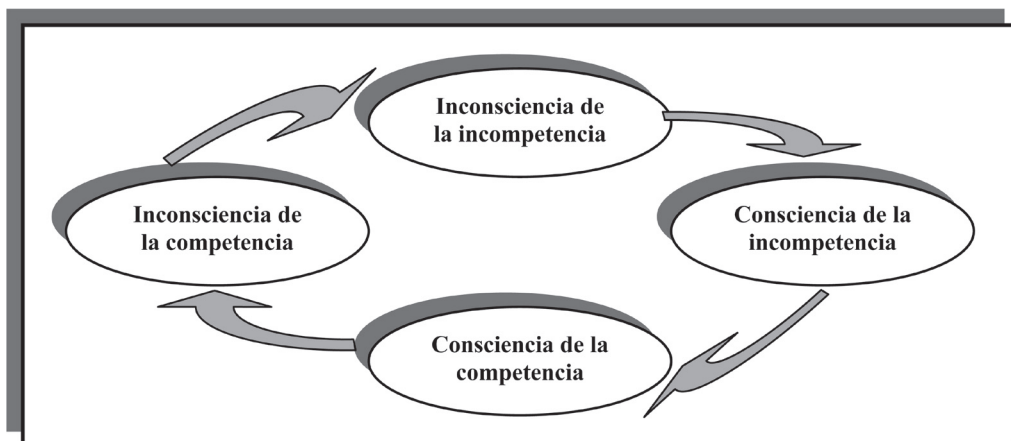 Inconsciencia de
la incompetencia
Inconsciencia de
la competencia
Consciencia de la
incompetencia
Consciencia de la
competencia